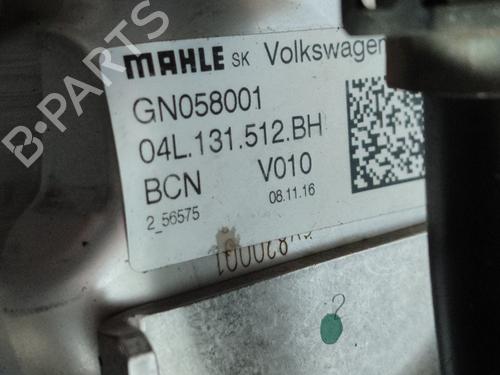 MAHLE SK Volkswagen
GN058001
04L.131.512.BH
BCN V010
2_56575 08.11.16
B-PARTS